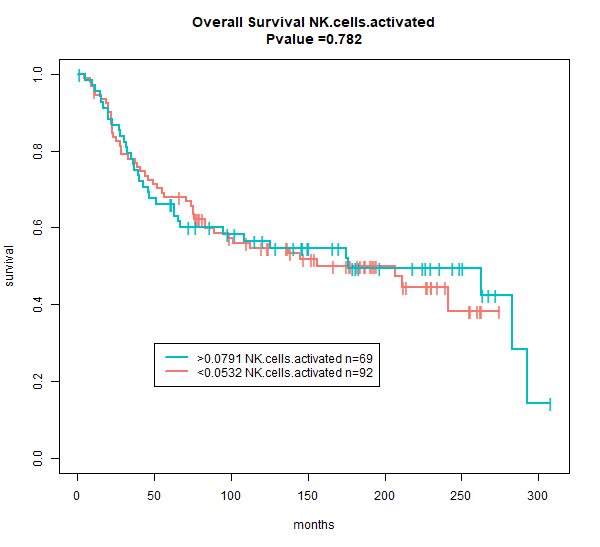 Overall Survival NK.cells.activated
Pvalue =0.782
1.0
0.8
0.6
0.4
0.2
0.0
survival
>0.0791 NK.cells.activated n=69
<0.0532 NK.cells.activated n=92
0 50 100 150 200 250 300
months